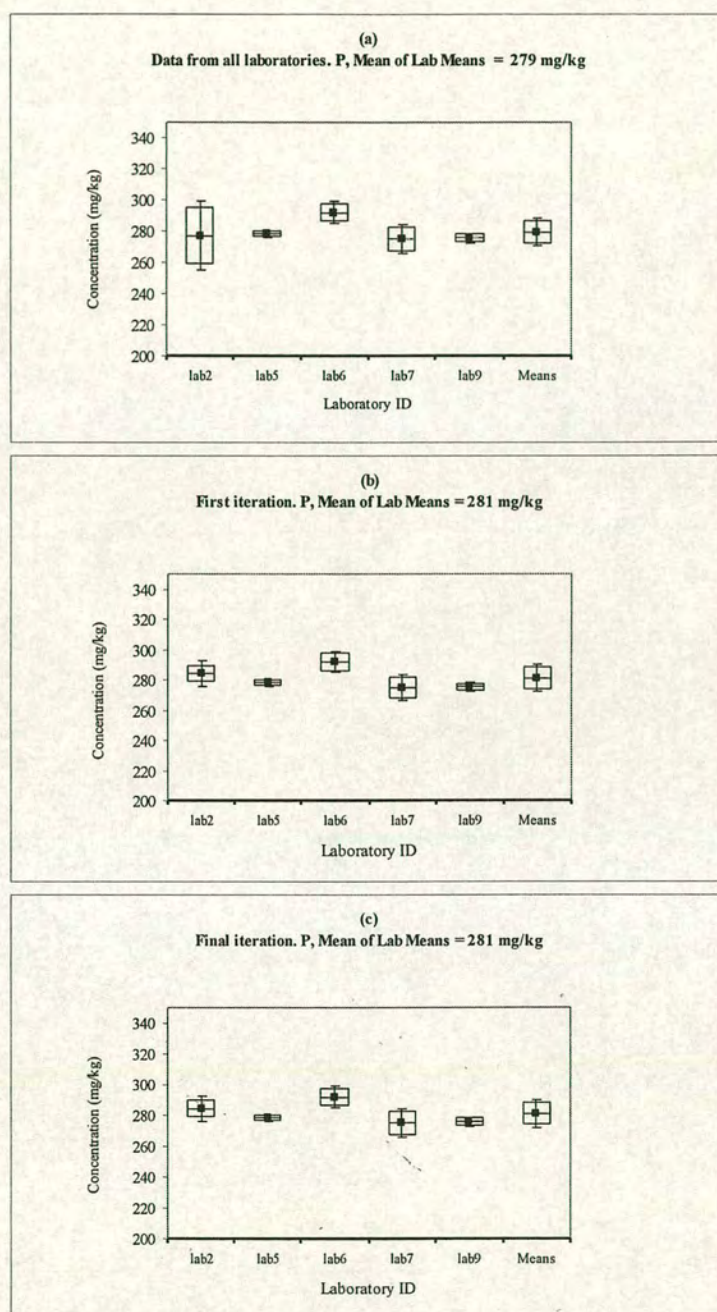 (a)
Data from all laboratories. P, Mean of Lab Means = 279 mg/kg
340
320
300
280
260
240
220
200
Concentration (mg/kg)
lab2 lab5 lab6 lab7 lab9 Means
Laboratory ID
(b)
First iteration. P, Mean of Lab Means = 281 mg/kg
340
320
300
280
260
240
220
200
Concentration (mg/kg)
lab2 lab5 lab6 lab7 lab9 Means
Laboratory ID
(c)
Final iteration. P, Mean of Lab Means = 281 mg/kg
340
320
300
280
260
240
220
200
Concentration (mg/kg)
lab2 lab5 lab6 lab7 lab9 Means
Laboratory ID